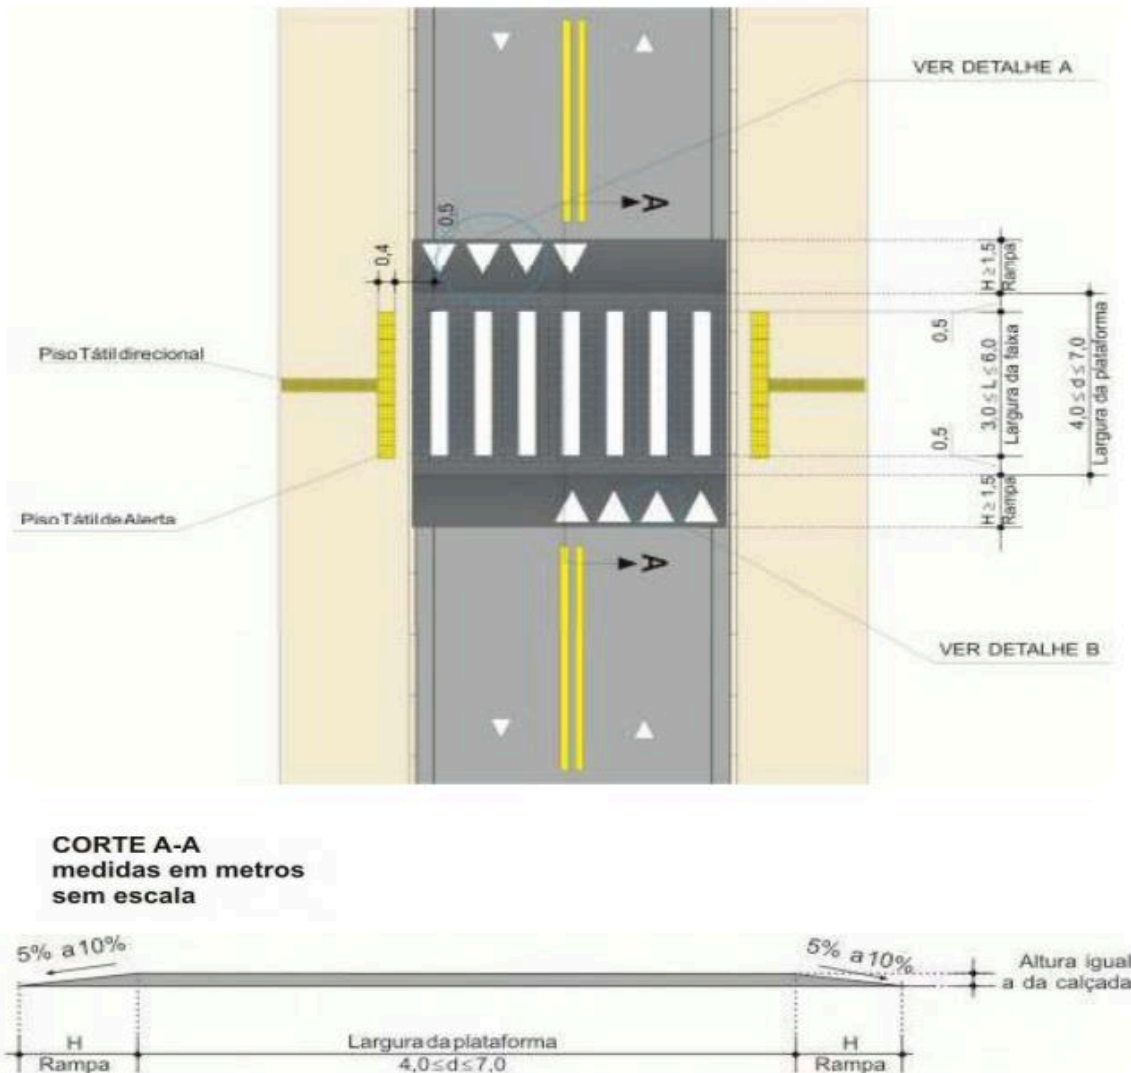 VER DETALHE A
A
0,5
0,4
H ≥ 1,5
Rampa
Piso Tátil direcional
0,5
3,0 ≤ L ≤ 6,0
Largura da faixa
4,0 ≤ d ≤ 7,0
Largura da plataforma
0,5
H ≥ 1,5
Rampa
Piso Tátil de Alerta
A
VER DETALHE B
CORTE A-A
medidas em metros
sem escala
5% a 10%
5% a 10%
Altura igual
a da calçada
H
Rampa
Largura da plataforma
4,0 ≤ d ≤ 7,0
H
Rampa